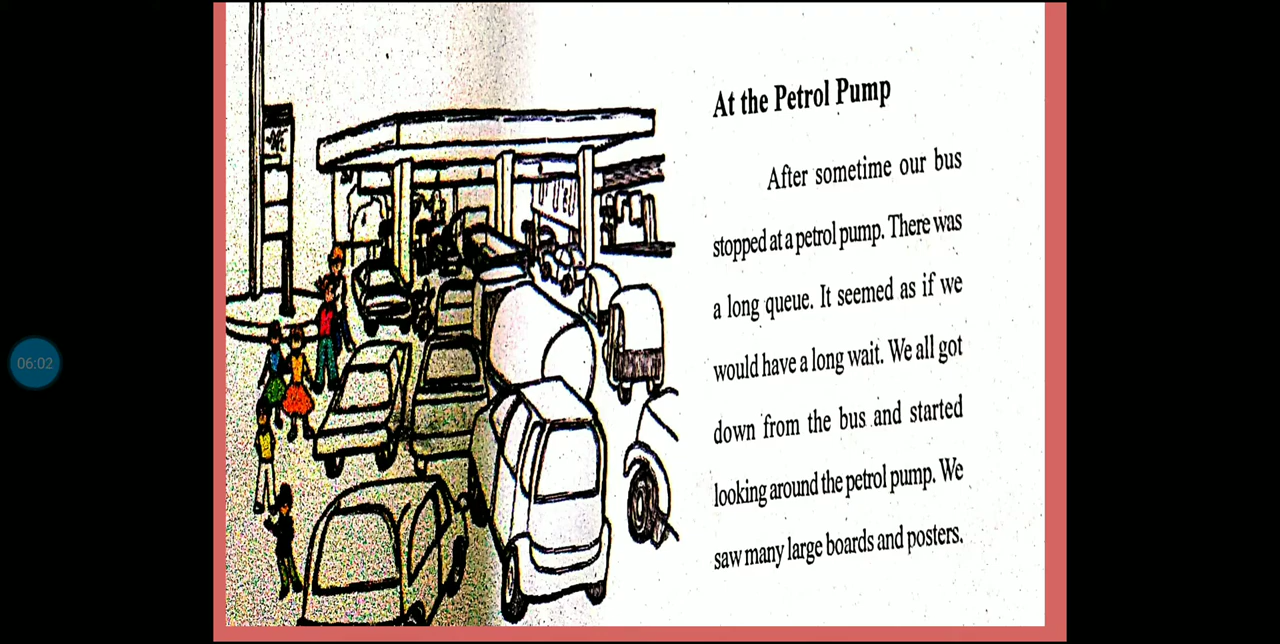 06:02
At the Petrol Pump
After sometime our bus
stopped at a petrol pump. There was
a long queue. It seemed as if we
would have a long wait. We all got
down from the bus and started
looking around the petrol pump. We
saw many large boards and posters.